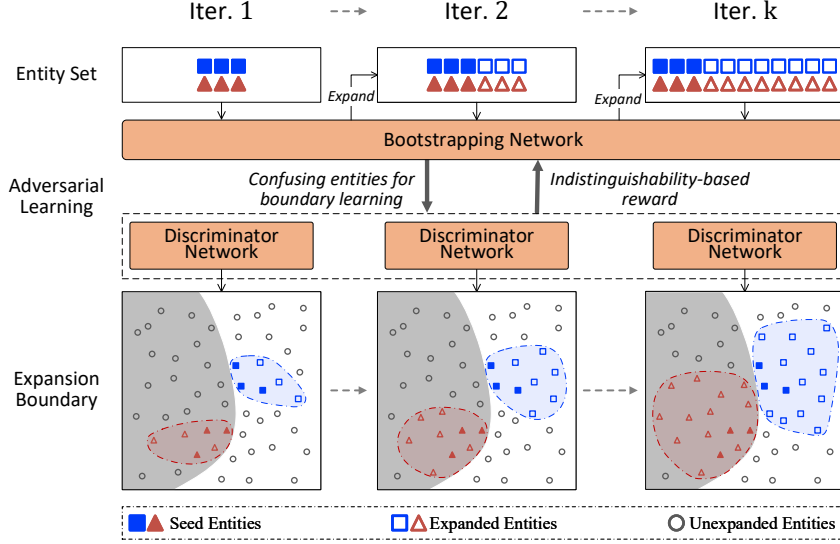 Iter. 1
Iter. 2
Iter. k
Entity Set
Expand
Expand
Bootstrapping Network
Adversarial
Learning
Confusing entities for
boundary learning
Indistinguishability-based
reward
Discriminator
Network
Discriminator
Network
Discriminator
Network
Expansion
Boundary
Seed Entities
Expanded Entities
Unexpanded Entities